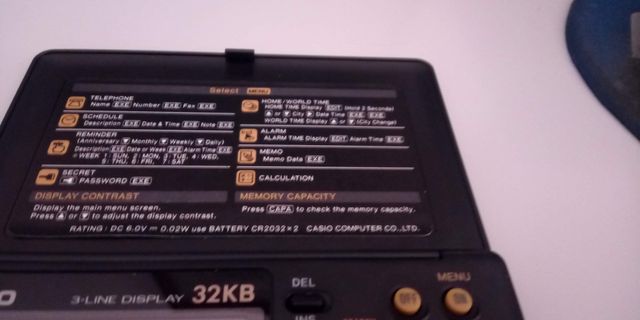 Select MENU
TELEPHONE
Name EXE Number EXE Fax EXE
SCHEDULE
Description EXE Date & Time EXE Note EXE
REMINDER
(Anniversary ▼ Monthly ▼ Weekly ▼ Daily)
Description EXE Date or Week EXE Alarm Time EXE
※WEEK 1: SUN, 2: MON, 3: TUE, 4: WED,
5: THU, 6: FRI, 7: SAT
SECRET
PASSWORD EXE
DISPLAY CONTRAST
Display the main menu screen.
Press ▲ or ▼ to adjust the display contrast.
HOME/WORLD TIME
HOME TIME Display EDIT (Hold 2 Seconds)
▲ or ▼ City ▶ Date Time EXE EXE
WORLD TIME Display ▲ or ▼ (City Change)
ALARM
ALARM TIME Display EDIT Alarm Time EXE
MEMO
Memo Data EXE
CALCULATION
MEMORY CAPACITY
Press CAPA to check the memory capacity.
RATING: DC 6.0V ⎓ 0.02W use BATTERY CR2032×2 CASIO COMPUTER CO.,LTD.
3-LINE DISPLAY 32KB
DEL
INS
MENU
OFF
ON